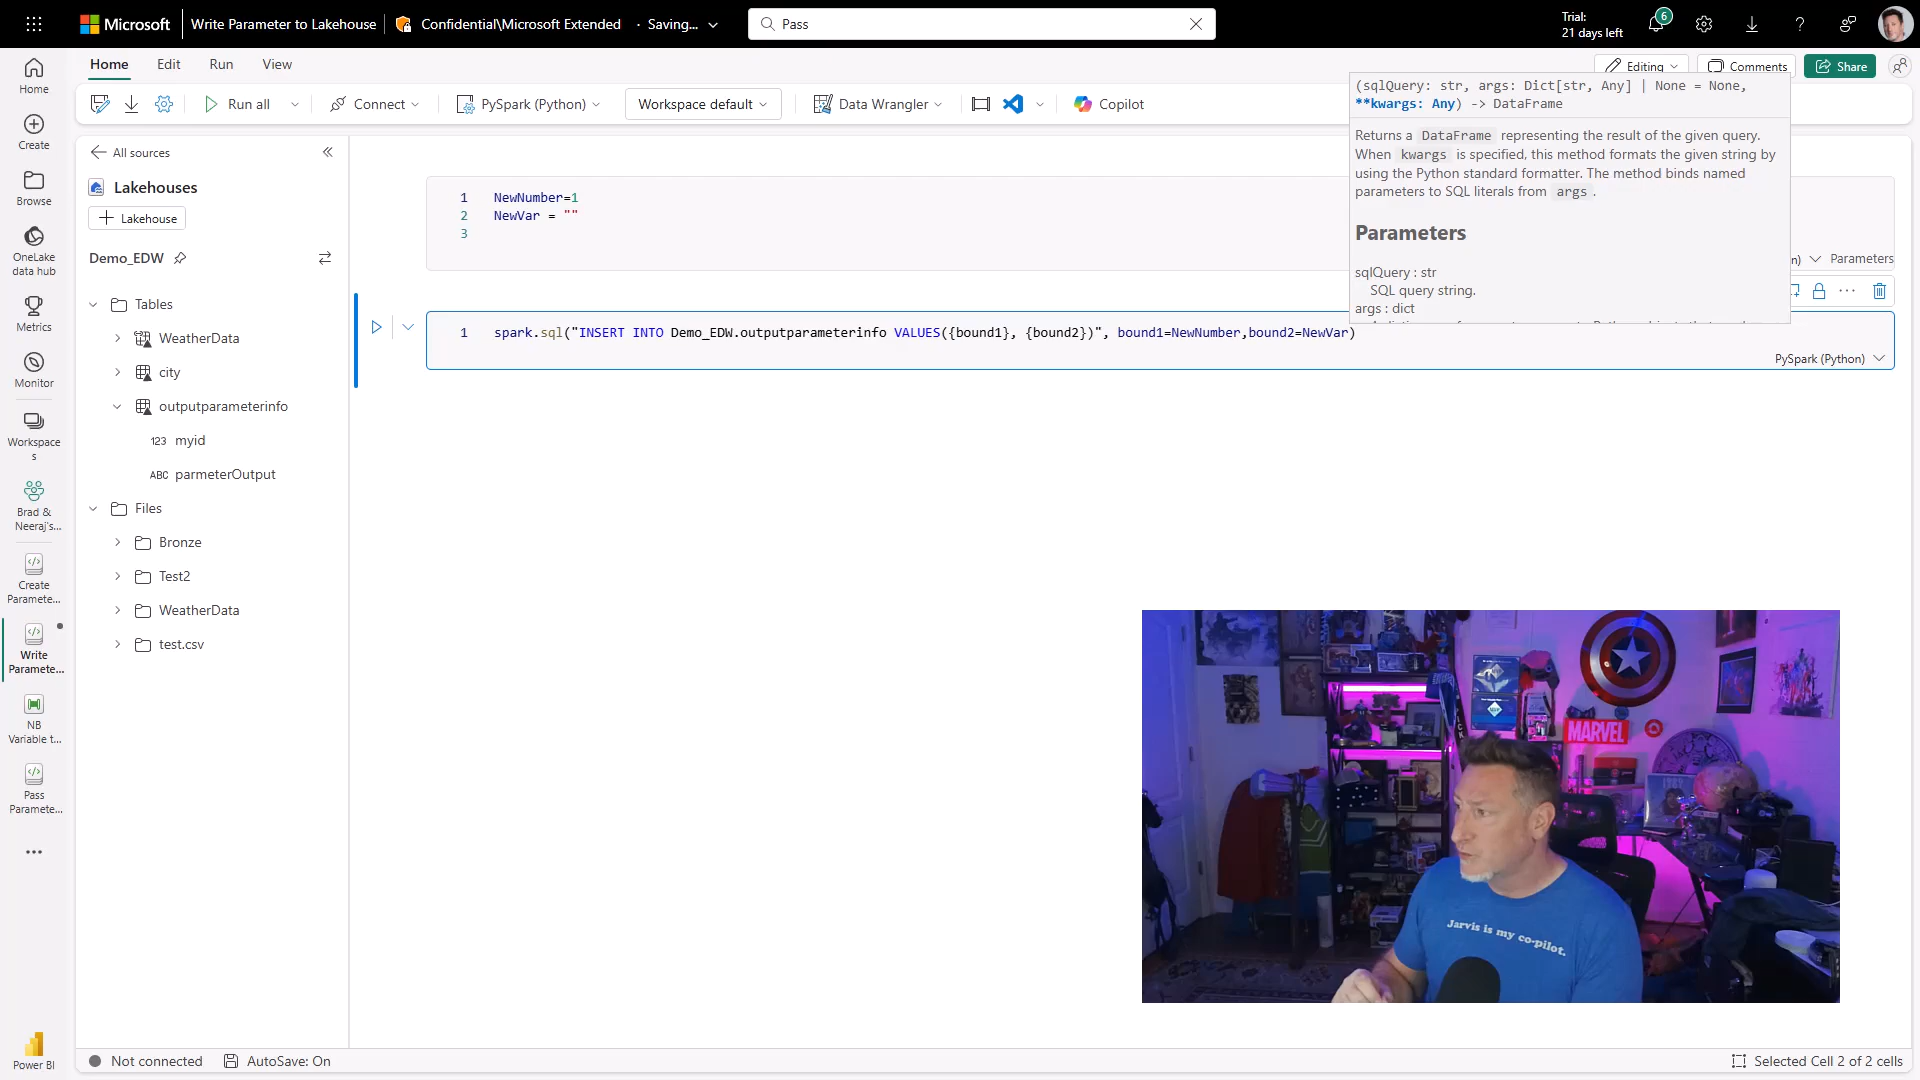 Microsoft
Write Parameter to Lakehouse
Confidential\Microsoft Extended
· Saving...
Pass
Trial:
21 days left
6
Home
Edit
Run
View
Editing
Comments
Share
Run all
Connect
PySpark (Python)
Workspace default
Data Wrangler
Copilot
Home
Create
Browse
OneLake
data hub
Metrics
Monitor
Workspace
s
Brad &
Neeraj's...
Create
Paramete...
Write
Paramete...
NB
Variable t...
Pass
Paramete...
Power BI
All sources
Lakehouses
Lakehouse
Demo_EDW
Tables
WeatherData
city
outputparameterinfo
123 myid
ABC parmeterOutput
Files
Bronze
Test2
WeatherData
test.csv
1 NewNumber=1
2 NewVar = ""
3
n)
Parameters
1 spark.sql("INSERT INTO Demo_EDW.outputparameterinfo VALUES({bound1}, {bound2})", bound1=NewNumber,bound2=NewVar)
PySpark (Python)
(sqlQuery: str, args: Dict[str, Any] | None = None,
**kwargs: Any) -> DataFrame
Returns a DataFrame representing the result of the given query.
When kwargs is specified, this method formats the given string by
using the Python standard formatter. The method binds named
parameters to SQL literals from args .
Parameters
sqlQuery : str
SQL query string.
args : dict
MARVEL
Jarvis is my co-pilot.
Not connected
AutoSave: On
Selected Cell 2 of 2 cells